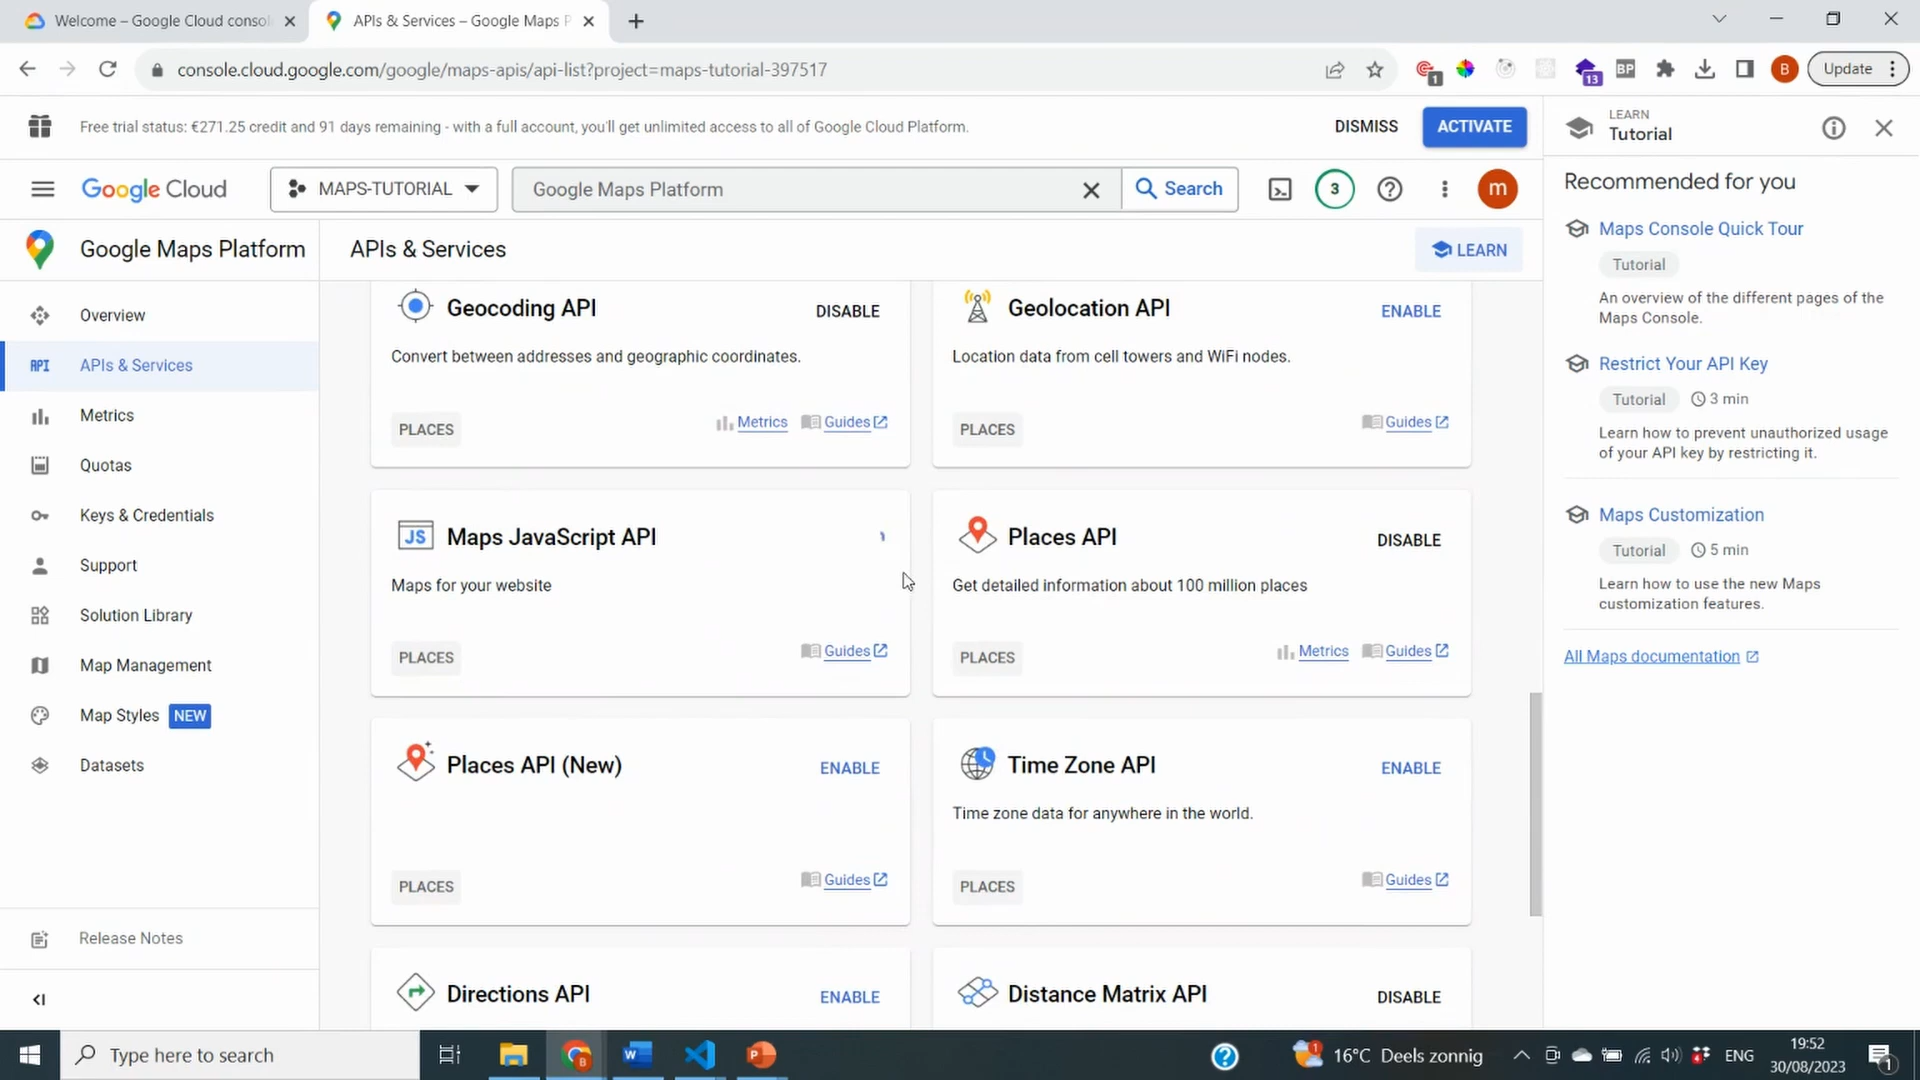 Welcome – Google Cloud consol
APIs & Services – Google Maps P
console.cloud.google.com/google/maps-apis/api-list?project=maps-tutorial-397517
1
13
BP
B
Update
Free trial status: €271.25 credit and 91 days remaining - with a full account, you'll get unlimited access to all of Google Cloud Platform.
DISMISS
ACTIVATE
LEARN
Tutorial
Google Cloud
MAPS-TUTORIAL
Google Maps Platform
Search
3
m
Recommended for you
Maps Console Quick Tour
Tutorial
An overview of the different pages of the
Maps Console.
Restrict Your API Key
Tutorial
3 min
Learn how to prevent unauthorized usage
of your API key by restricting it.
Maps Customization
Tutorial
5 min
Learn how to use the new Maps
customization features.
All Maps documentation
Google Maps Platform
APIs & Services
LEARN
Overview
API
APIs & Services
Metrics
Quotas
Keys & Credentials
Support
Solution Library
Map Management
Map Styles NEW
Datasets
Release Notes
Geocoding API
DISABLE
Convert between addresses and geographic coordinates.
PLACES
Metrics
Guides
Geolocation API
ENABLE
Location data from cell towers and WiFi nodes.
PLACES
Guides
JS
Maps JavaScript API
Maps for your website
PLACES
Guides
Places API
DISABLE
Get detailed information about 100 million places
PLACES
Metrics
Guides
Places API (New)
ENABLE
PLACES
Guides
Time Zone API
ENABLE
Time zone data for anywhere in the world.
PLACES
Guides
Directions API
ENABLE
Distance Matrix API
DISABLE
Type here to search
16°C Deels zonnig
ENG
19:52
30/08/2023
1